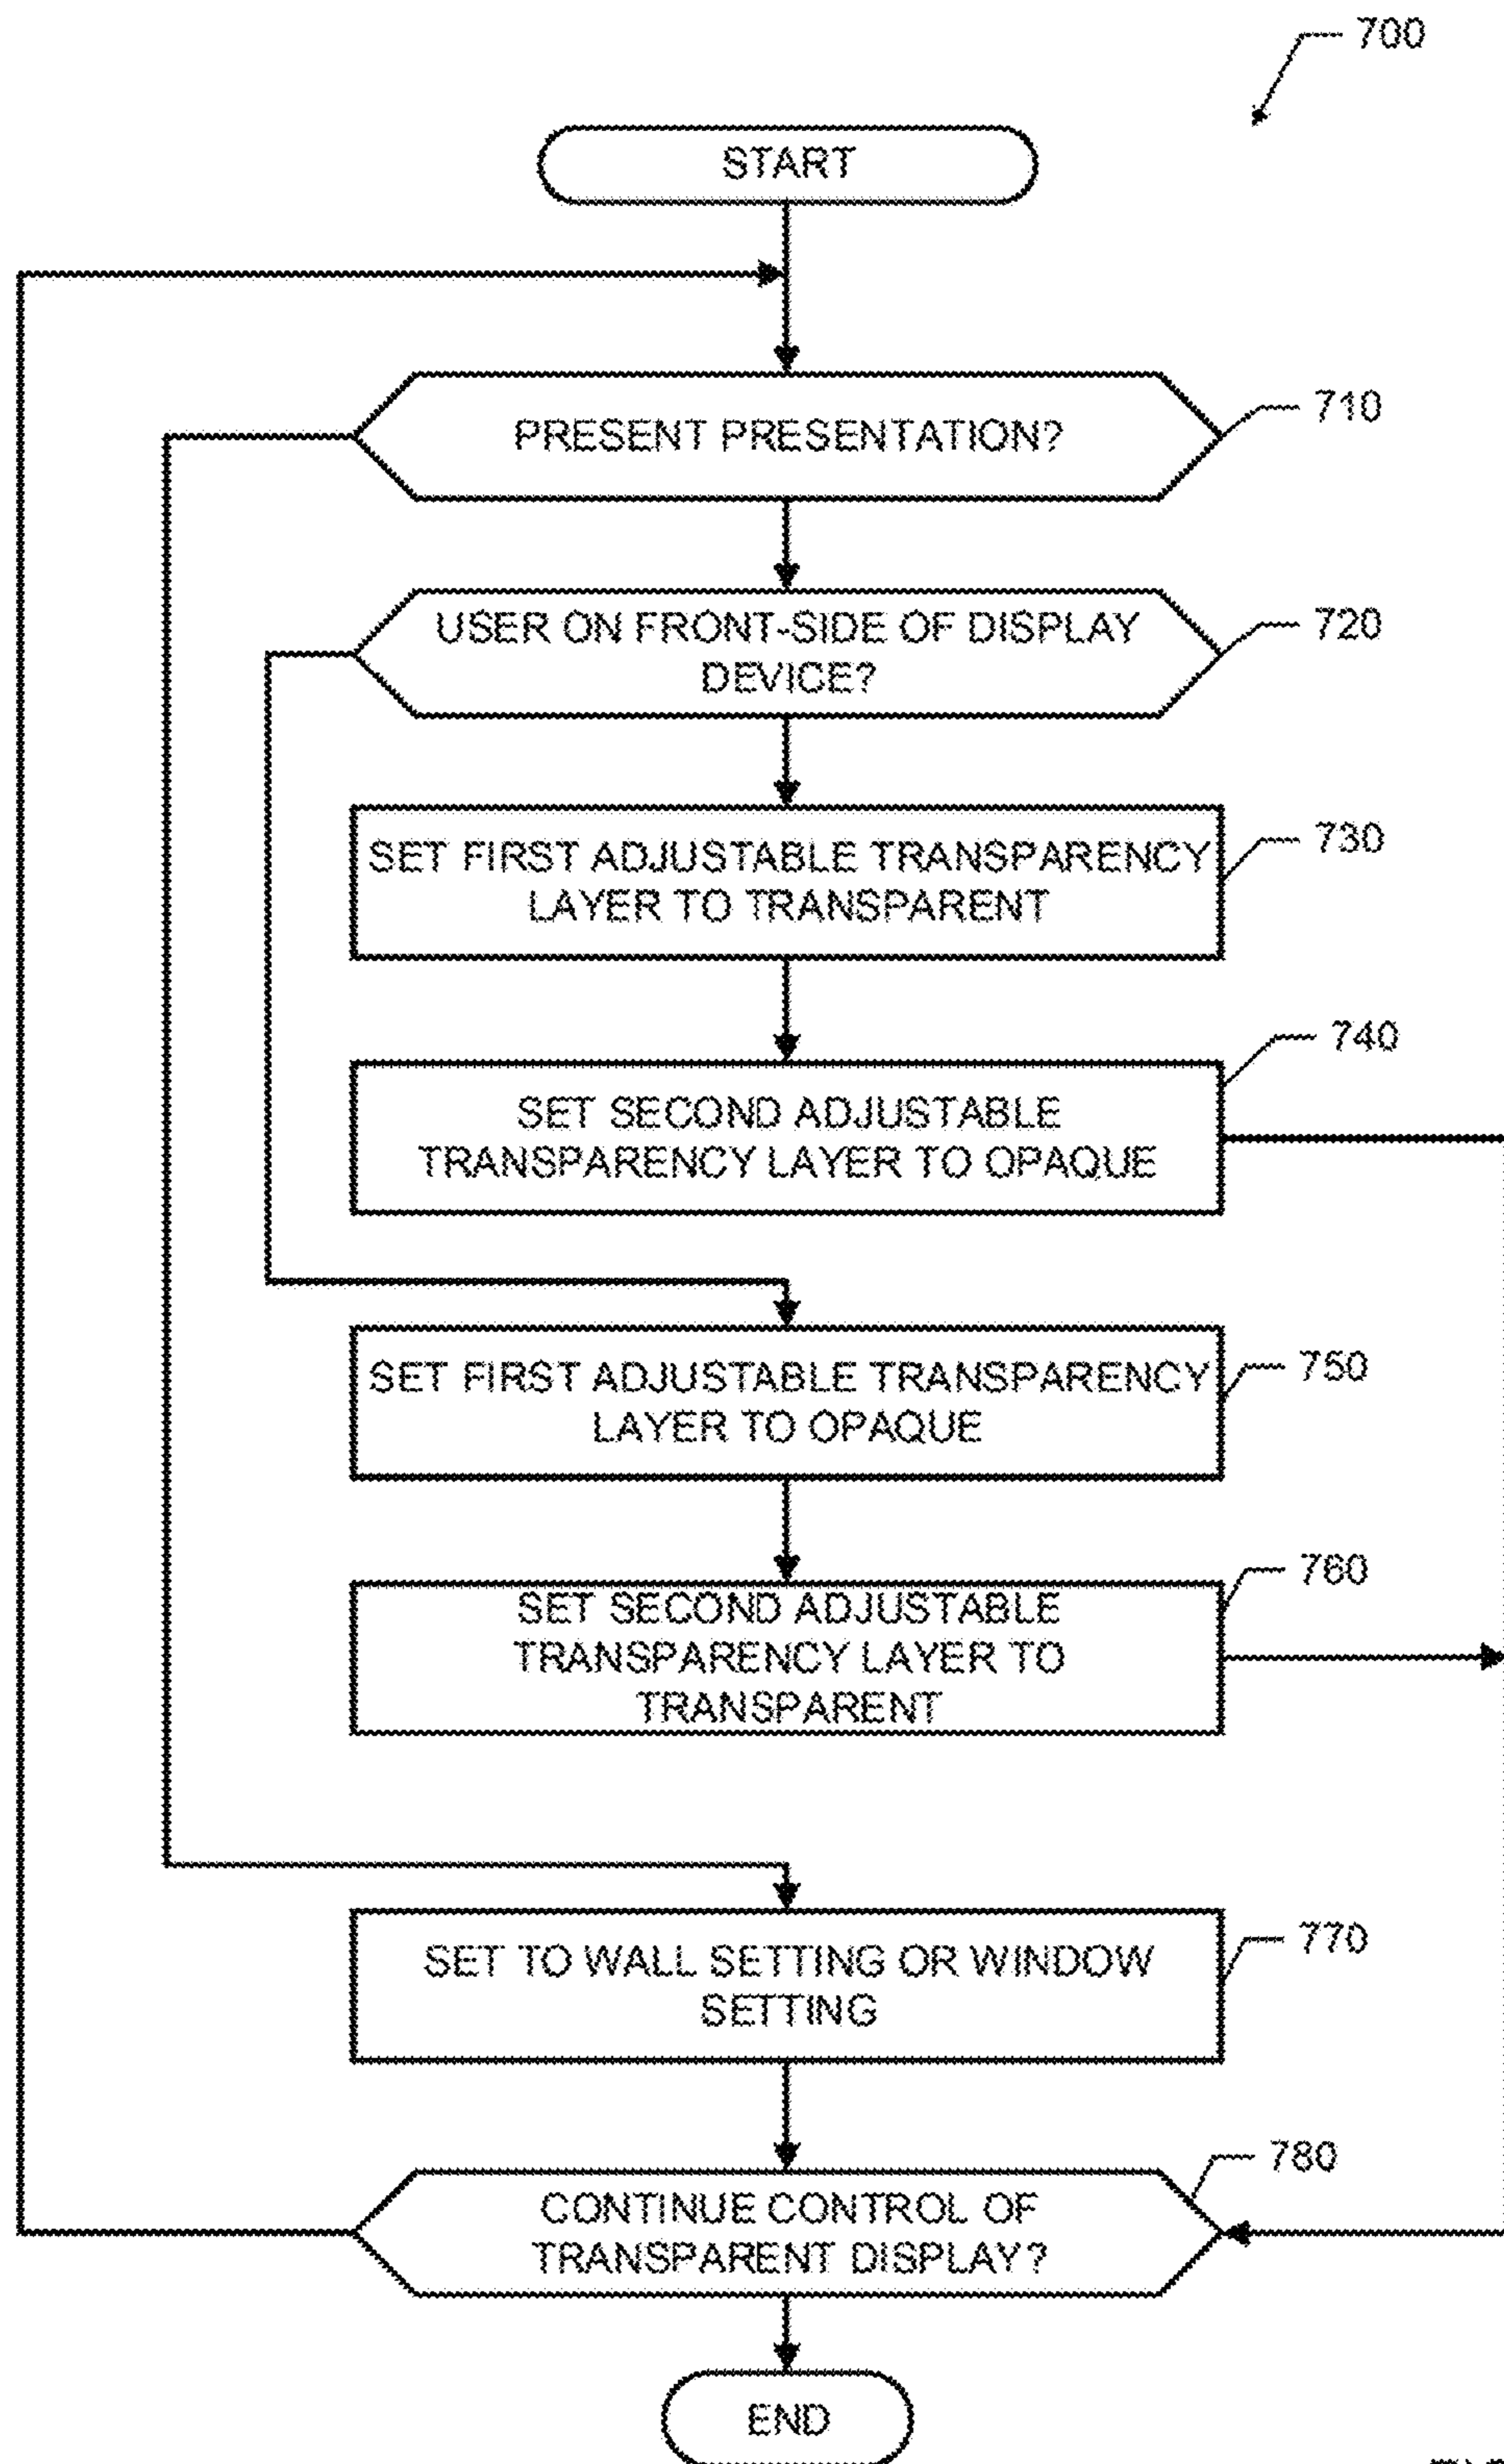 700
START
PRESENT PRESENTATION?
710
USER ON FRONT-SIDE OF DISPLAY
DEVICE?
720
SET FIRST ADJUSTABLE TRANSPARENCY
LAYER TO TRANSPARENT
730
SET SECOND ADJUSTABLE
TRANSPARENCY LAYER TO OPAQUE
740
SET FIRST ADJUSTABLE TRANSPARENCY
LAYER TO OPAQUE
750
SET SECOND ADJUSTABLE
TRANSPARENCY LAYER TO
TRANSPARENT
760
SET TO WALL SETTING OR WINDOW
SETTING
770
CONTINUE CONTROL OF
TRANSPARENT DISPLAY?
780
END